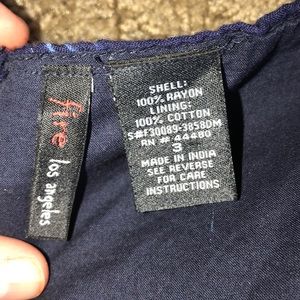 fire
los angeles
SHELL:
100% RAYON
LINING:
100% COTTON
S#F30089-3858DM
RN # 44480
3
MADE IN INDIA
SEE REVERSE
FOR CARE
INSTRUCTIONS